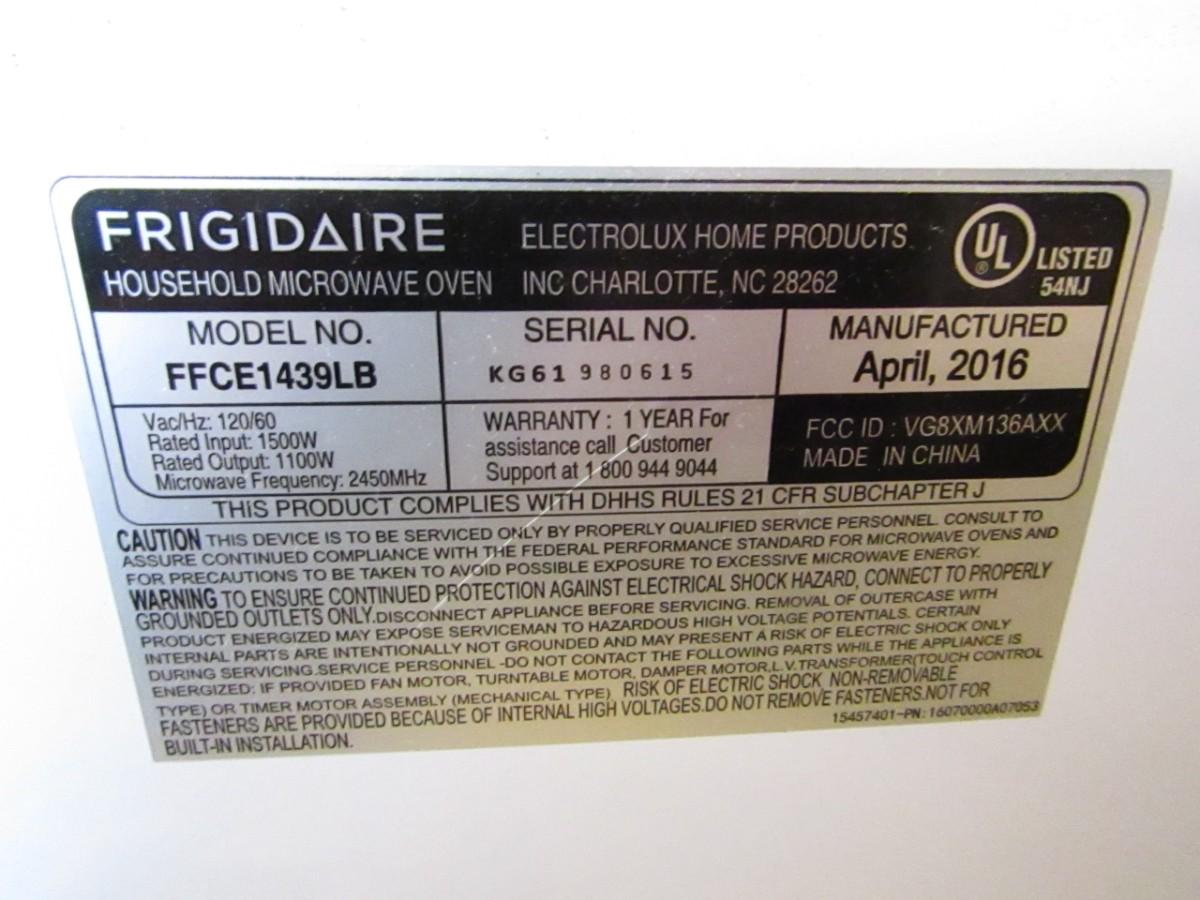 FRIGIDAIRE
HOUSEHOLD MICROWAVE OVEN
ELECTROLUX HOME PRODUCTS
INC CHARLOTTE, NC 28262
UL
®
LISTED
54NJ
MODEL NO.
FFCE1439LB
SERIAL NO.
KG61980615
MANUFACTURED
April, 2016
Vac/Hz: 120/60
Rated Input: 1500W
Rated Output: 1100W
Microwave Frequency: 2450MHz
WARRANTY : 1 YEAR For
assistance call Customer
Support at 1 800 944 9044
FCC ID : VG8XM136AXX
MADE IN CHINA
THIS PRODUCT COMPLIES WITH DHHS RULES 21 CFR SUBCHAPTER J
CAUTION THIS DEVICE IS TO BE SERVICED ONLY BY PROPERLY QUALIFIED SERVICE PERSONNEL. CONSULT TO
ASSURE CONTINUED COMPLIANCE WITH THE FEDERAL PERFORMANCE STANDARD FOR MICROWAVE OVENS AND
FOR PRECAUTIONS TO BE TAKEN TO AVOID POSSIBLE EXPOSURE TO EXCESSIVE MICROWAVE ENERGY.
WARNING TO ENSURE CONTINUED PROTECTION AGAINST ELECTRICAL SHOCK HAZARD, CONNECT TO PROPERLY
GROUNDED OUTLETS ONLY.DISCONNECT APPLIANCE BEFORE SERVICING. REMOVAL OF OUTERCASE WITH
PRODUCT ENERGIZED MAY EXPOSE SERVICEMAN TO HAZARDOUS HIGH VOLTAGE POTENTIALS. CERTAIN
INTERNAL PARTS ARE INTENTIONALLY NOT GROUNDED AND MAY PRESENT A RISK OF ELECTRIC SHOCK ONLY
DURING SERVICING.SERVICE PERSONNEL -DO NOT CONTACT THE FOLLOWING PARTS WHILE THE APPLIANCE IS
ENERGIZED: IF PROVIDED FAN MOTOR, TURNTABLE MOTOR, DAMPER MOTOR,L.V.TRANSFORMER(TOUCH CONTROL
TYPE) OR TIMER MOTOR ASSEMBLY (MECHANICAL TYPE) RISK OF ELECTRIC SHOCK NON-REMOVABLE
FASTENERS ARE PROVIDED BECAUSE OF INTERNAL HIGH VOLTAGES.DO NOT REMOVE FASTENERS.NOT FOR
BUILT-IN INSTALLATION.
15457401-PN: 16070000A07053